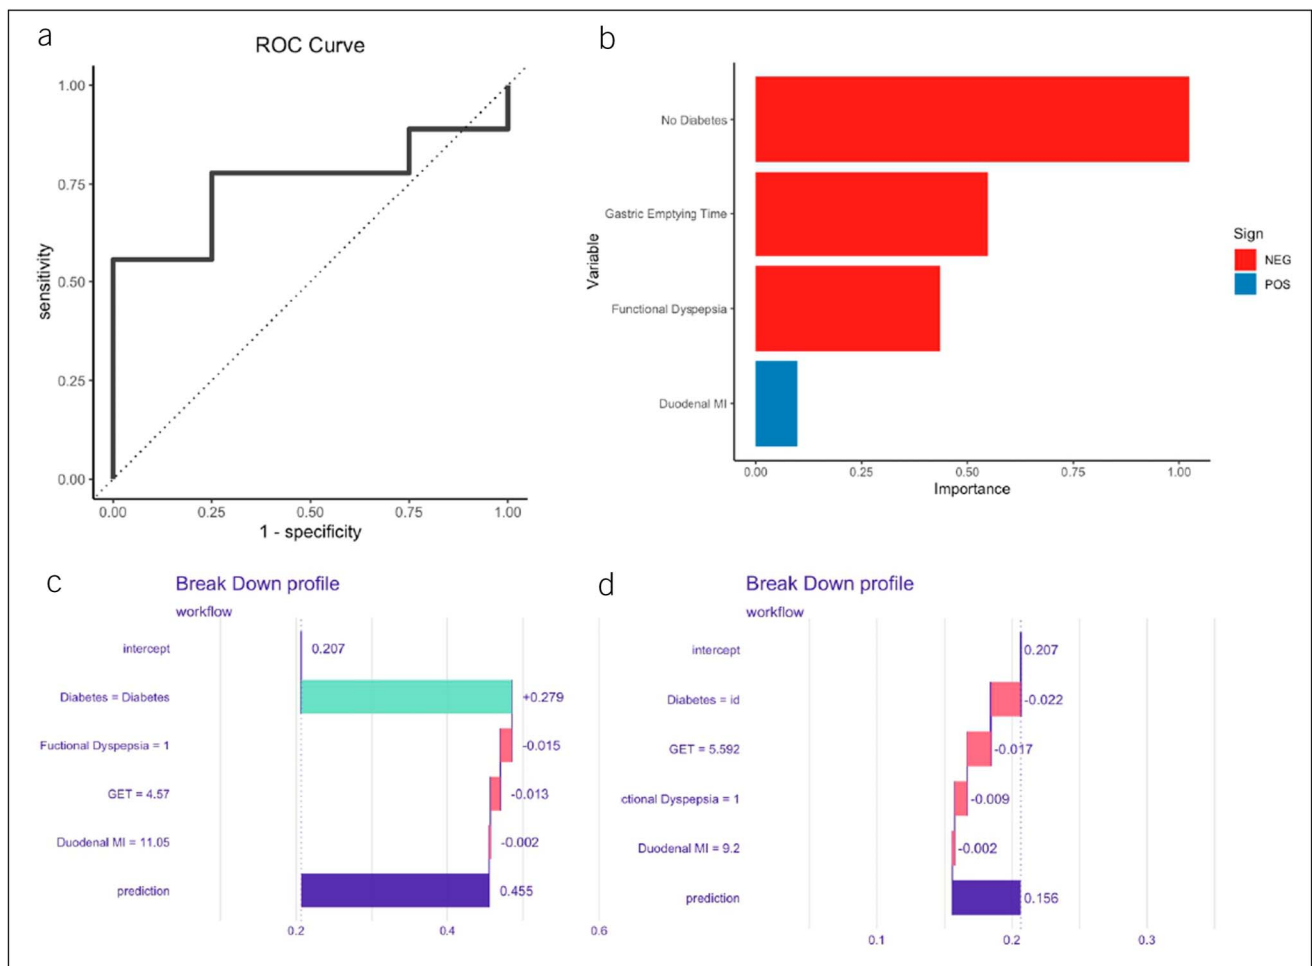 a
ROC Curve
1.00
0.75
0.50
0.25
0.00
sensitivity
0.00 0.25 0.50 0.75 1.00
1 - specificity
b
No Diabetes
Gastric Emptying Time
Functional Dyspepsia
Duodenal MI
Variable
0.00 0.25 0.50 0.75 1.00
Importance
Sign
NEG
POS
c
Break Down profile
workflow
intercept 0.207
Diabetes = Diabetes +0.279
Fuctional Dyspepsia = 1 -0.015
GET = 4.57 -0.013
Duodenal MI = 11.05 -0.002
prediction 0.455
0.2 0.4 0.6
d
Break Down profile
workflow
intercept 0.207
Diabetes = id -0.022
GET = 5.592 -0.017
ctional Dyspepsia = 1 -0.009
Duodenal MI = 9.2 -0.002
prediction 0.156
0.1 0.2 0.3